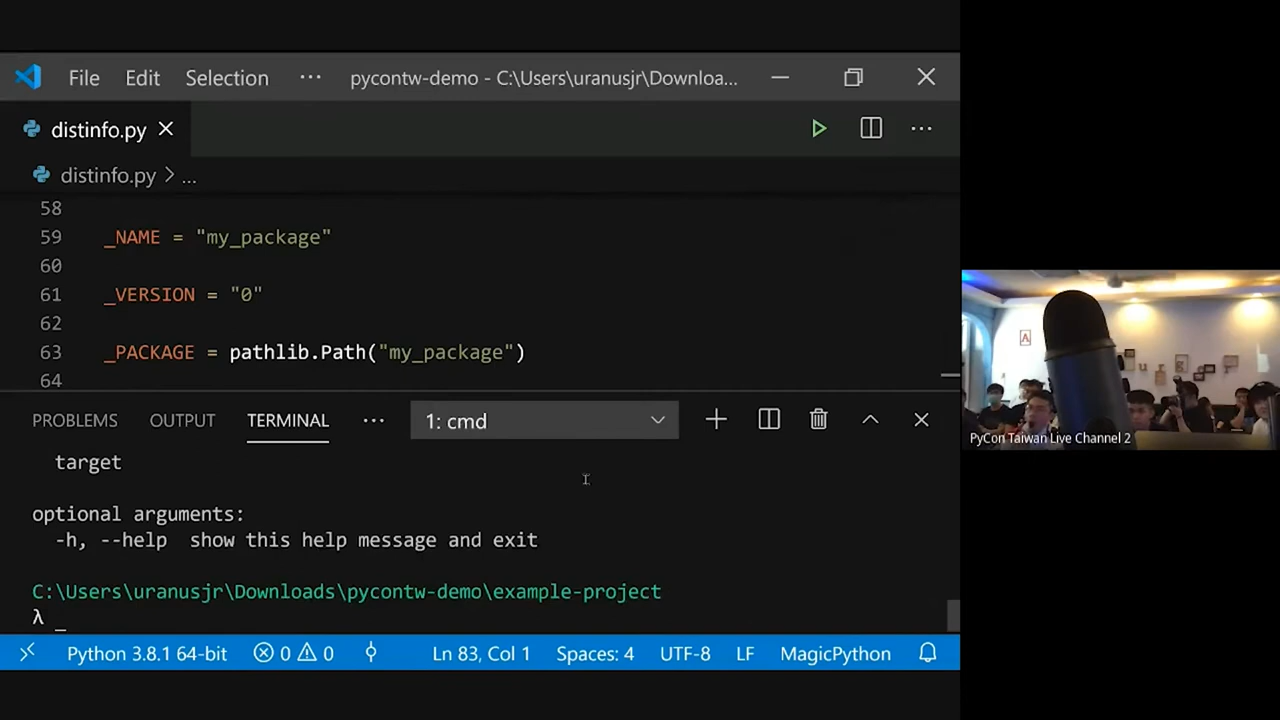 File Edit Selection ··· pycontw-demo - C:\Users\uranusjr\Downloa...
distinfo.py
distinfo.py > ...
58
59 _NAME = "my_package"
60
61 _VERSION = "0"
62
63 _PACKAGE = pathlib.Path("my_package")
64
PROBLEMS OUTPUT TERMINAL ··· 1: cmd
target
optional arguments:
-h, --help show this help message and exit
C:\Users\uranusjr\Downloads\pycontw-demo\example-project
λ _
Python 3.8.1 64-bit 0 0 Ln 83, Col 1 Spaces: 4 UTF-8 LF MagicPython
A
PyCon Taiwan Live Channel 2